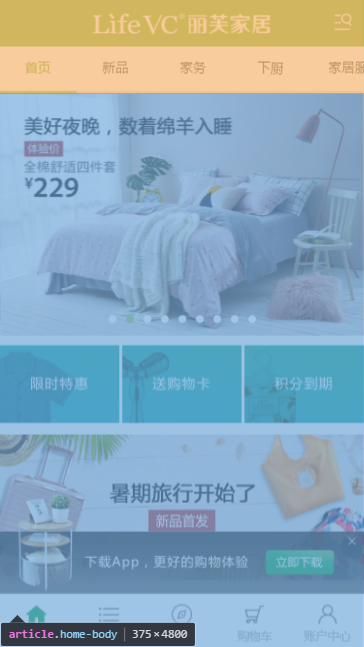 LifeVC® 丽芙家居
首页 新品 家务 下厨 家居服
美好夜晚，数着绵羊入睡
体验价
全棉舒适四件套
¥229
限时特惠 送购物卡 积分到期
暑期旅行开始了
新品首发
下载App，更好的购物体验 立即下载
购物车 账户中心
article.home-body 375×4800